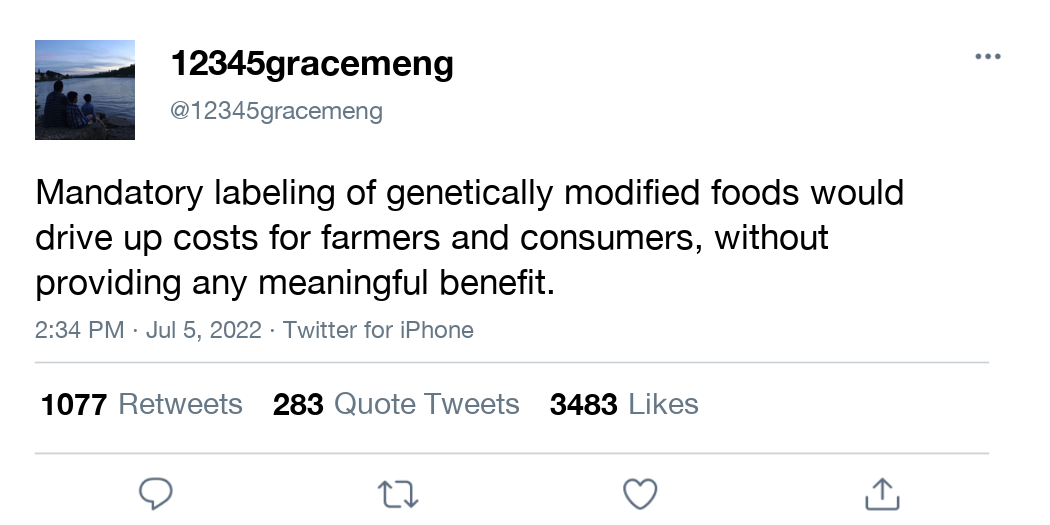 12345gracemeng
@12345gracemeng
Mandatory labeling of genetically modified foods would
drive up costs for farmers and consumers, without
providing any meaningful benefit.
2:34 PM · Jul 5, 2022 · Twitter for iPhone
1077 Retweets 283 Quote Tweets 3483 Likes